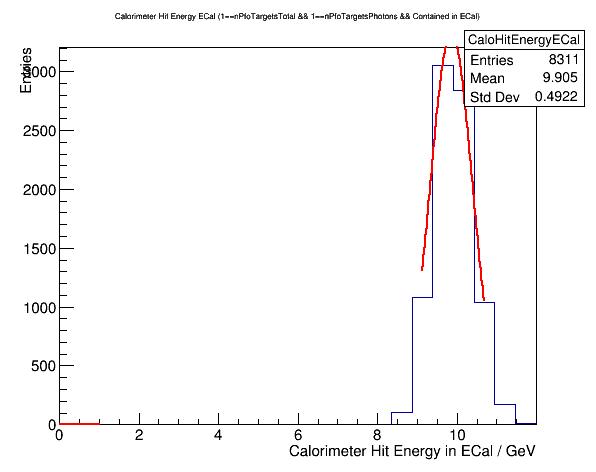 Calorimeter Hit Energy ECal (1==nPfoTargetsTotal && 1==nPfoTargetsPhotons && Contained in ECal)
CaloHitEnergyECal
Entries 8311
Mean 9.905
Std Dev 0.4922
Entries
3000
2500
2000
1500
1000
500
0
0 2 4 6 8 10
Calorimeter Hit Energy in ECal / GeV